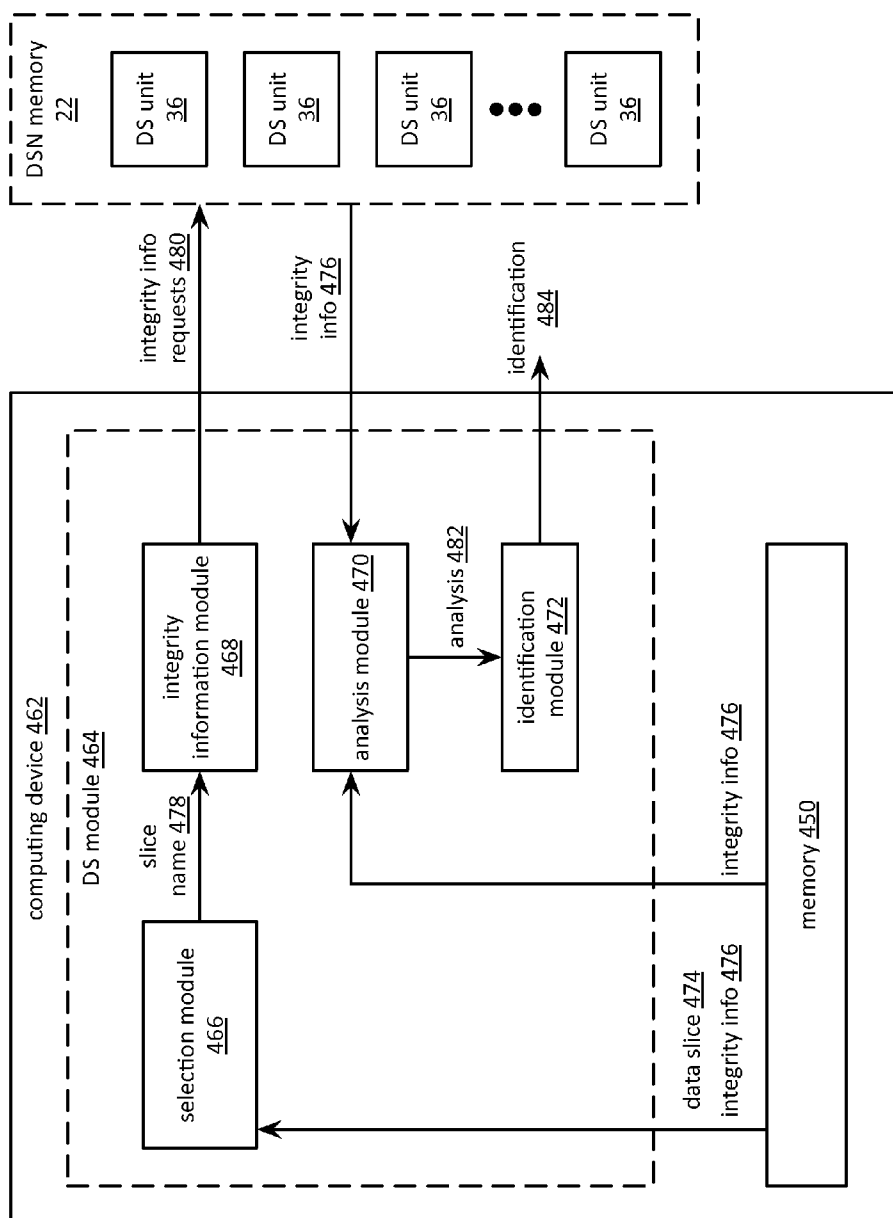 computing device 462
DS module 464
selection module
466
slice
name 478
integrity
information module
468
integrity info
requests 480
DSN memory
22
DS unit
36
DS unit
36
DS unit
36
DS unit
36
analysis module 470
integrity
info 476
analysis 482
identification
module 472
identification
484
data slice 474
integrity info 476
integrity info 476
memory 450